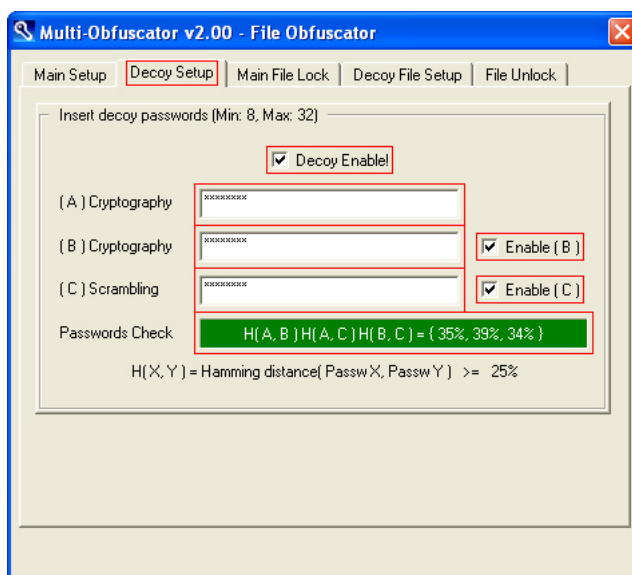 Multi-Obfuscator v2.00 - File Obfuscator
Main Setup Decoy Setup Main File Lock Decoy File Setup File Unlock
Insert decoy passwords (Min: 8, Max: 32)
Decoy Enable!
(A) Cryptography ********
(B) Cryptography ******** Enable (B)
(C) Scrambling ******** Enable (C)
Passwords Check H(A, B) H(A, C) H(B, C) = { 35%, 39%, 34% }
H(X, Y) = Hamming distance( Passw X, Passw Y ) >= 25%